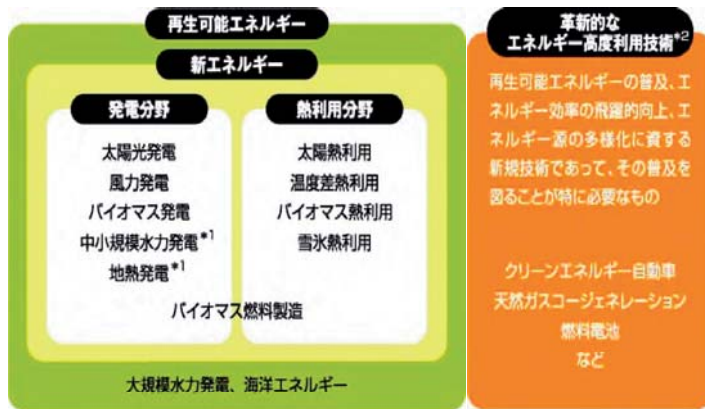 再生可能エネルギー
新エネルギー
発電分野
太陽光発電
風力発電
バイオマス発電
中小規模水力発電*1
地熱発電*1
熱利用分野
太陽熱利用
温度差熱利用
バイオマス熱利用
雪氷熱利用
バイオマス燃料製造
大規模水力発電、海洋エネルギー
革新的な
エネルギー高度利用技術*2
再生可能エネルギーの普及、エ
ネルギー効率の飛躍的向上、エ
ネルギー源の多様化に資する
新規技術であって、その普及を
図ることが特に必要なもの
クリーンエネルギー自動車
天然ガスコージェネレーション
燃料電池
など